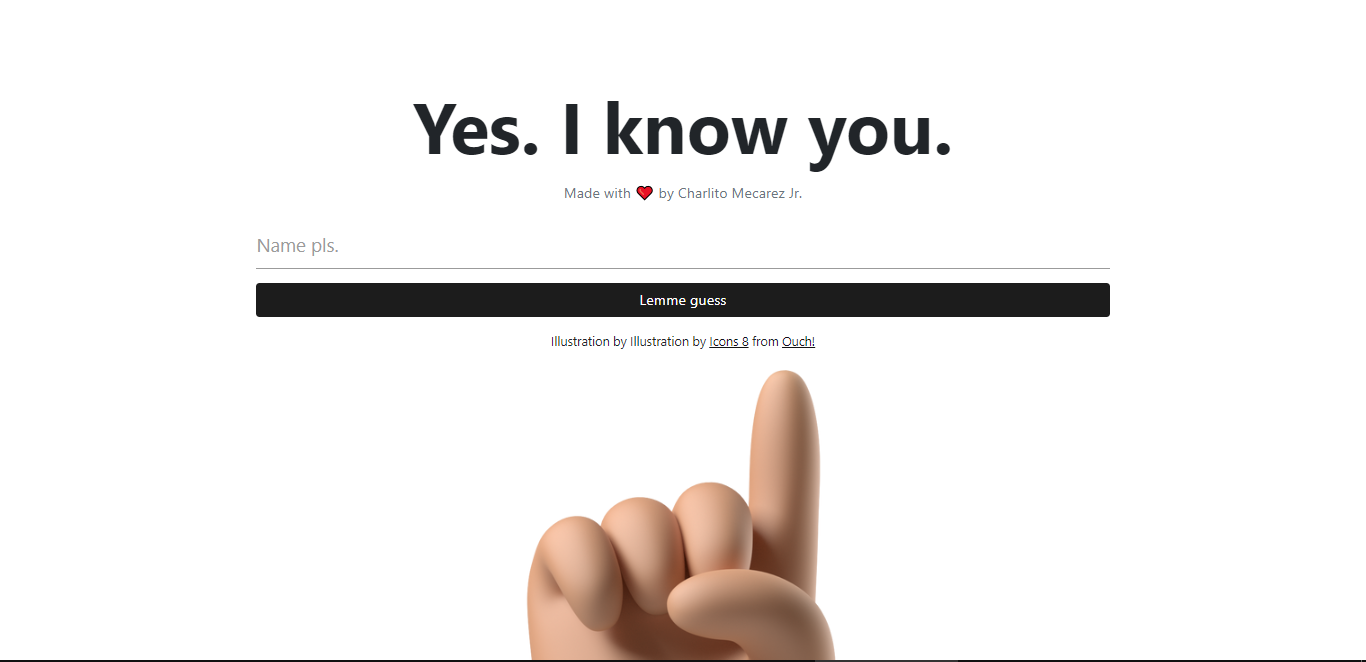 Yes. I know you.
Made with ❤️ by Charlito Mecarez Jr.
Name pls.
Lemme guess
Illustration by Illustration by Icons 8 from Ouch!